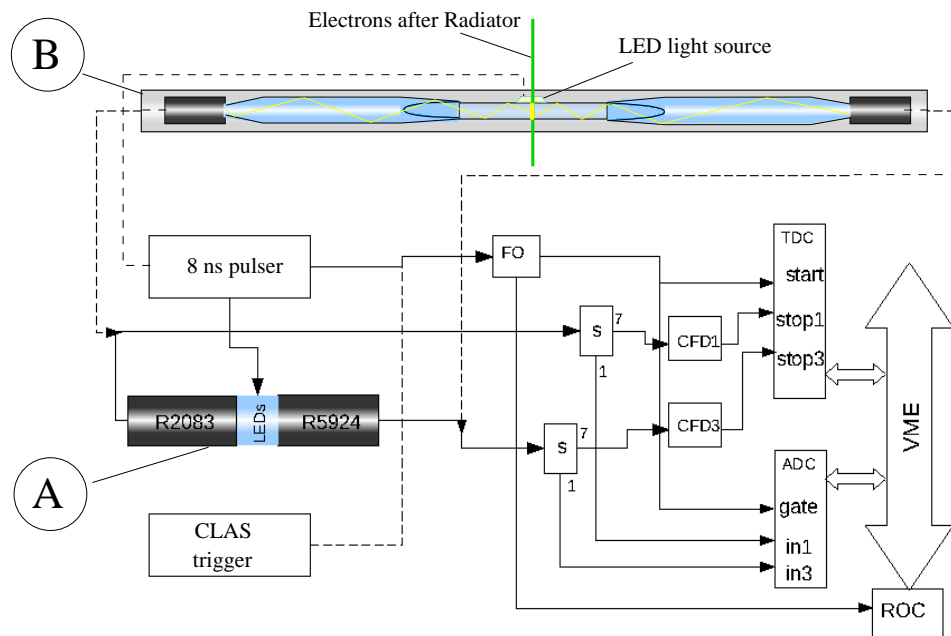 Electrons after Radiator
LED light source
B
8 ns pulser
FO
TDC
start
stop1
stop3
S
7
1
CFD1
R2083
LEDs
R5924
S
7
1
CFD3
VME
A
CLAS
trigger
ADC
gate
in1
in3
ROC